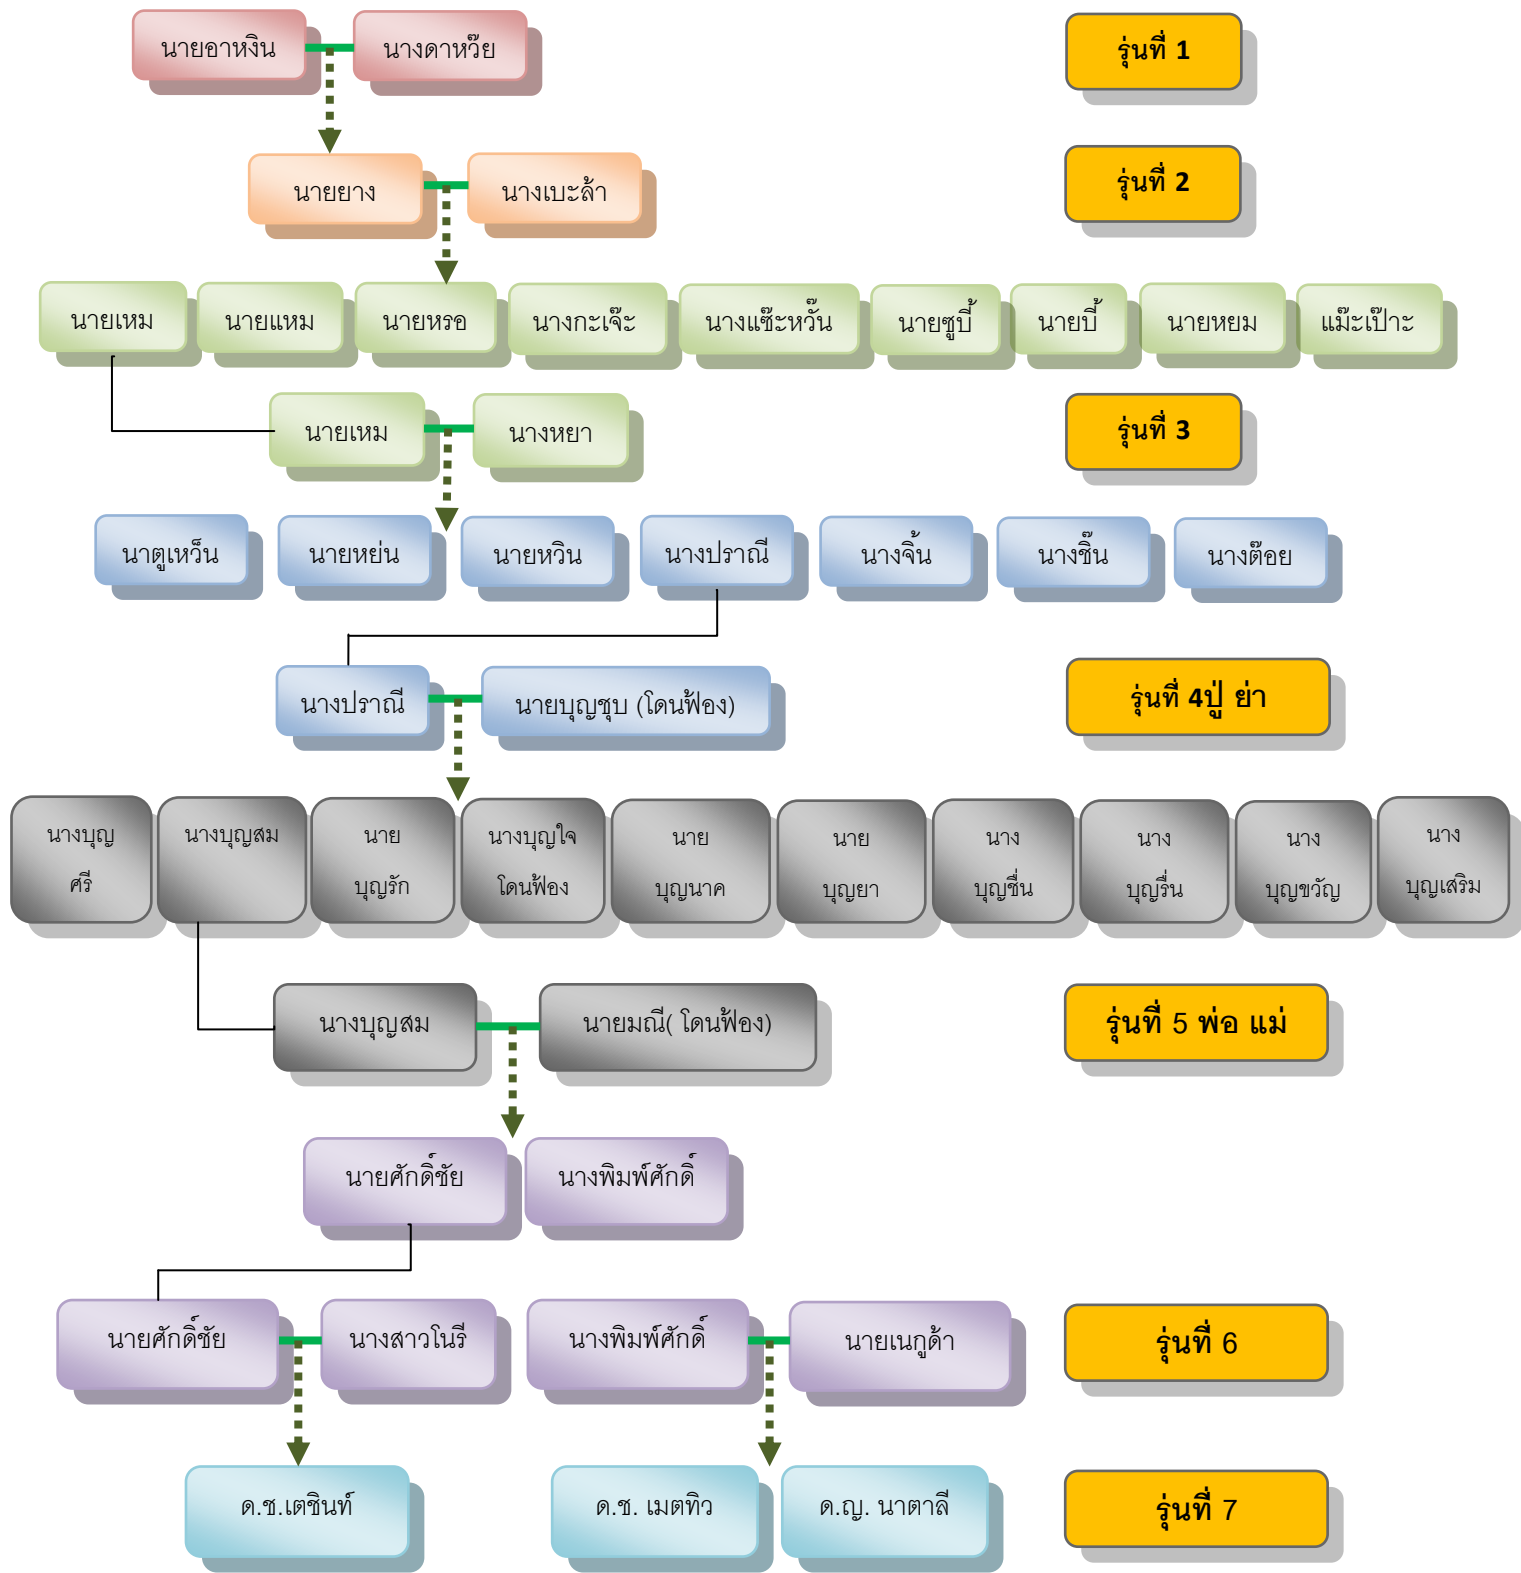 นายอาหงิน
นางดาหว๊ย
รุ่นที่ 1
นายยาง
นางเบะล้า
รุ่นที่ 2
นายเหม
นายแหม
นายหรอ
นางกะเจ๊ะ
นางแซ๊ะหวั๊น
นายซูบี้
นายบี้
นายหยม
แม๊ะเป๊าะ
นายเหม
นางหยา
รุ่นที่ 3
นาตูเหว็น
นายหย่น
นายหวิน
นางปราณี
นางจิ้น
นางชิ๊น
นางต๊อย
นางปราณี
นายบุญชุบ (โดนฟ้อง)
รุ่นที่ 4ปู่ ย่า
นางบุญ
ศรี
นางบุญสม
นาย
บุญรัก
นางบุญใจ
โดนฟ้อง
นาย
บุญนาค
นาย
บุญยา
นาง
บุญชื่น
นาง
บุญรื่น
นาง
บุญขวัญ
นาง
บุญเสริม
นางบุญสม
นายมณี( โดนฟ้อง)
รุ่นที่ 5 พ่อ แม่
นายศักดิ์ชัย
นางพิมพ์ศักดิ์
นายศักดิ์ชัย
นางสาวโนรี
นางพิมพ์ศักดิ์
นายเนกูด้า
รุ่นที่ 6
ด.ช.เตชินท์
ด.ช. เมตทิว
ด.ญ. นาตาลี
รุ่นที่ 7